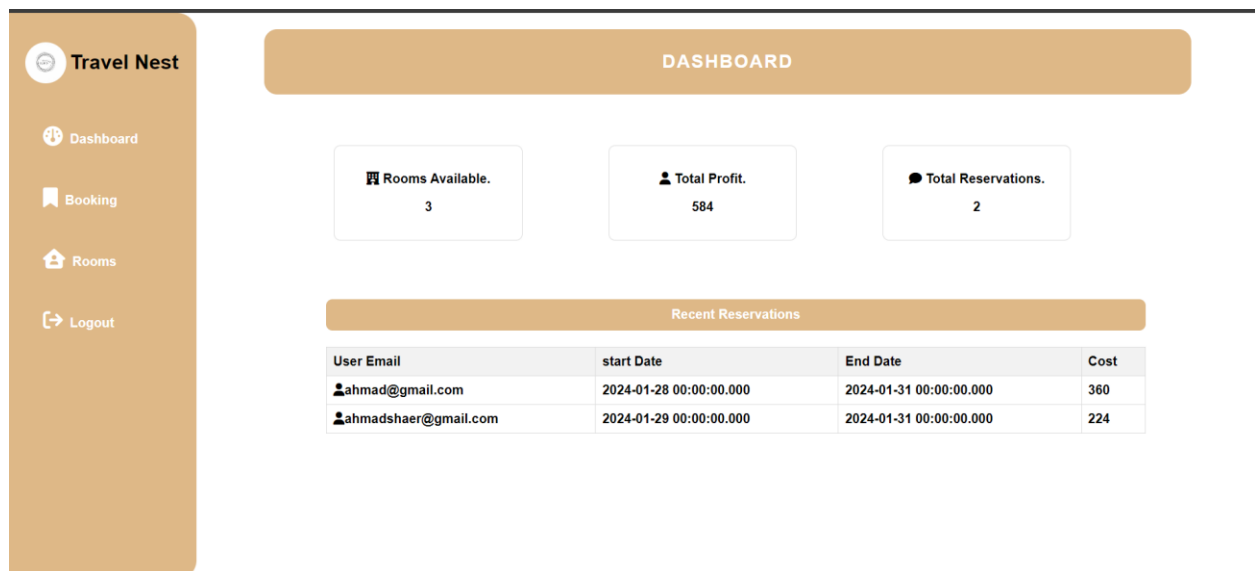 Travel Nest
DASHBOARD
Dashboard
Booking
Rooms
Logout
Rooms Available.
3
Total Profit.
584
Total Reservations.
2
Recent Reservations
User Email start Date End Date Cost
ahmad@gmail.com 2024-01-28 00:00:00.000 2024-01-31 00:00:00.000 360
ahmadshaer@gmail.com 2024-01-29 00:00:00.000 2024-01-31 00:00:00.000 224